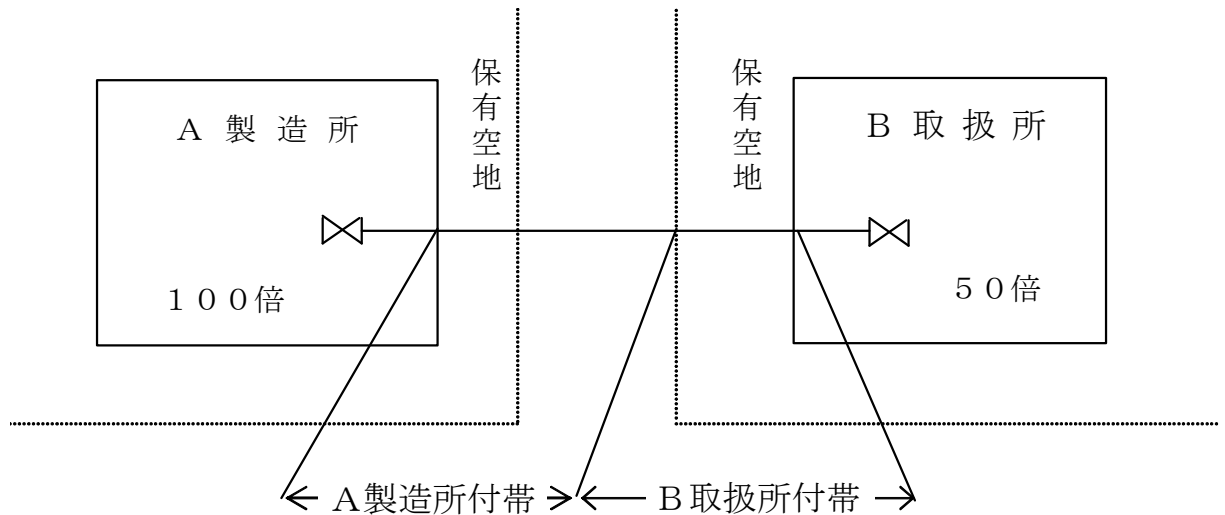 保有空地
保有空地
A 製 造 所
B 取 扱 所
１００倍
５０倍
A製造所付帯
B取扱所付帯